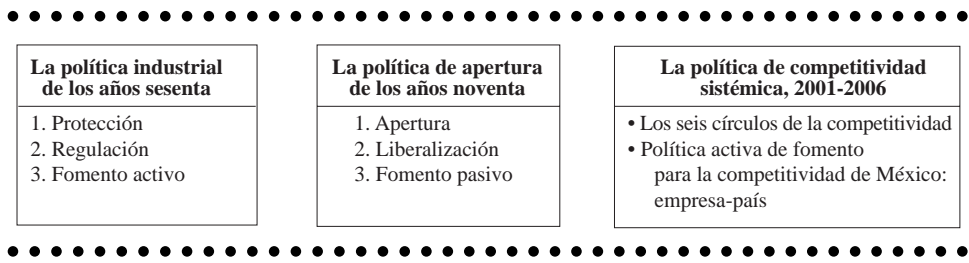 La política industrial
de los años sesenta
1. Protección
2. Regulación
3. Fomento activo
La política de apertura
de los años noventa
1. Apertura
2. Liberalización
3. Fomento pasivo
La política de competitividad
sistémica, 2001-2006
• Los seis círculos de la competitividad
• Política activa de fomento
para la competitividad de México:
empresa-país